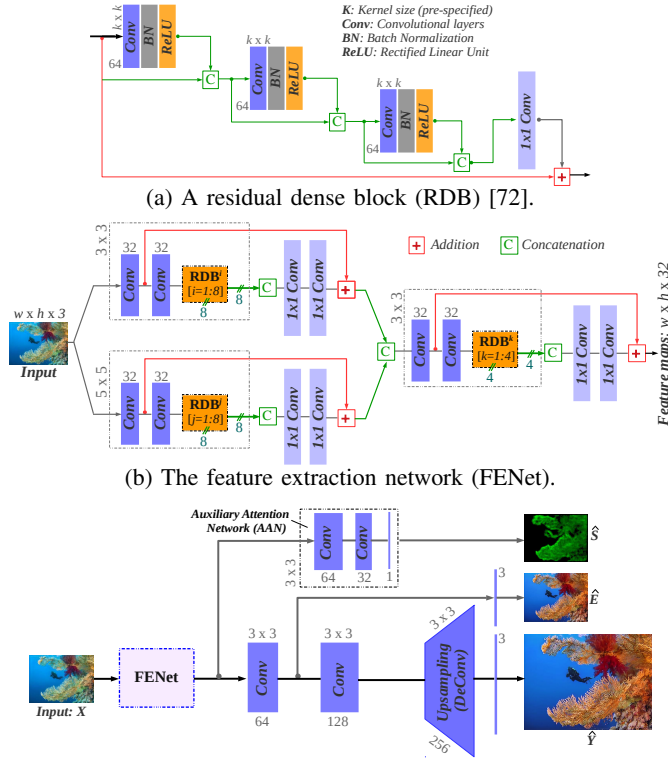 K: Kernel size (pre-specified)
Conv: Convolutional layers
BN: Batch Normalization
ReLU: Rectified Linear Unit
k x k
Conv
BN
ReLU
64
C
k x k
Conv
BN
ReLU
64
C
k x k
Conv
BN
ReLU
64
C
1x1 Conv
+
(a) A residual dense block (RDB) [72].
3 x 3
32
32
Conv
Conv
RDBⁱ
[i=1:8]
8
8
C
1x1 Conv
1x1 Conv
+
+ Addition
C Concatenation
w x h x 3
Input
5 x 5
32
32
Conv
Conv
RDBʲ
[j=1:8]
8
8
C
1x1 Conv
1x1 Conv
+
C
3 x 3
32
32
Conv
Conv
RDBᵏ
[k=1:4]
4
4
C
1x1 Conv
1x1 Conv
+
Feature maps: w x h x 32
(b) The feature extraction network (FENet).
Auxiliary Attention
Network (AAN)
3 x 3
Conv
Conv
64
32
1
Ŝ
3
Ê
Input: X
FENet
3 x 3
Conv
64
3 x 3
Conv
128
3 x 3
Upsampling
(DeConv)
256
3
Ŷ